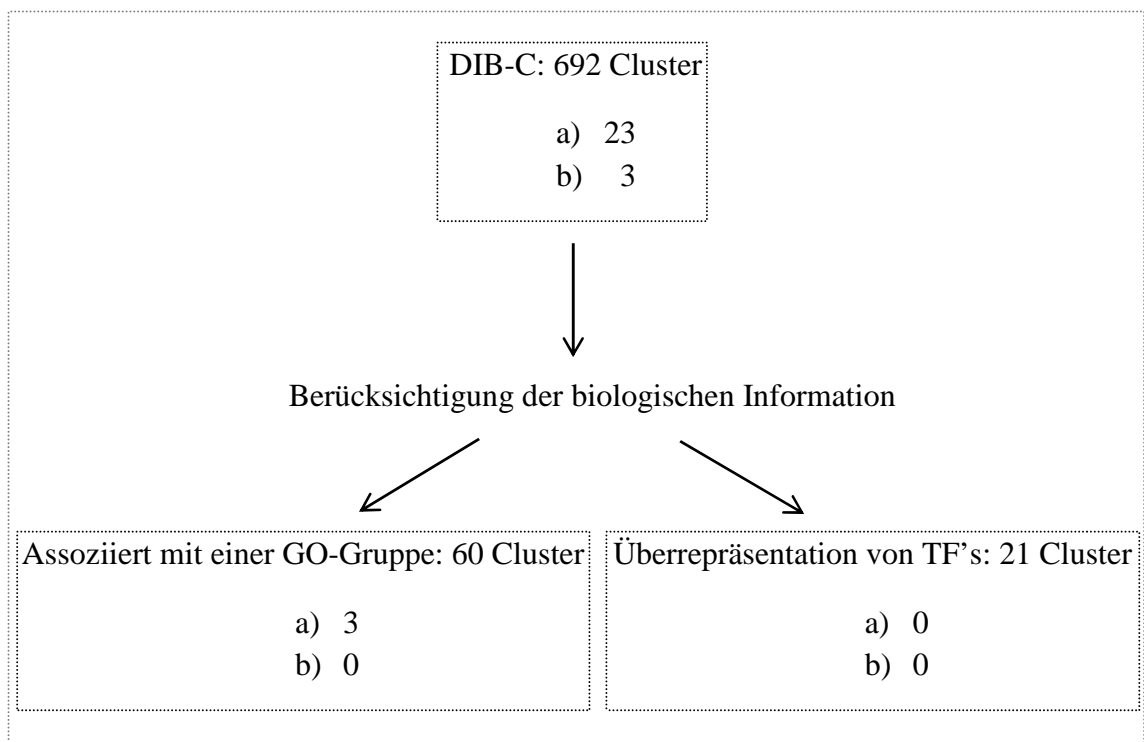 DIB-C: 692 Cluster
a) 23
b) 3
Berücksichtigung der biologischen Information
Assoziiert mit einer GO-Gruppe: 60 Cluster
a) 3
b) 0
Überrepräsentation von TF’s: 21 Cluster
a) 0
b) 0